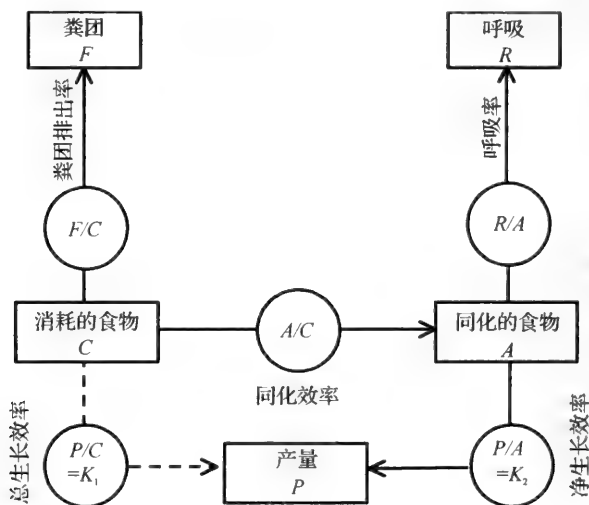 粪团
F
呼吸
R
粪团排出率
呼吸率
F/C
R/A
消耗的食物
C
A/C
同化的食物
A
同化效率
总生长效率
P/C
=K₁
产量
P
P/A
=K₂
净生长效率